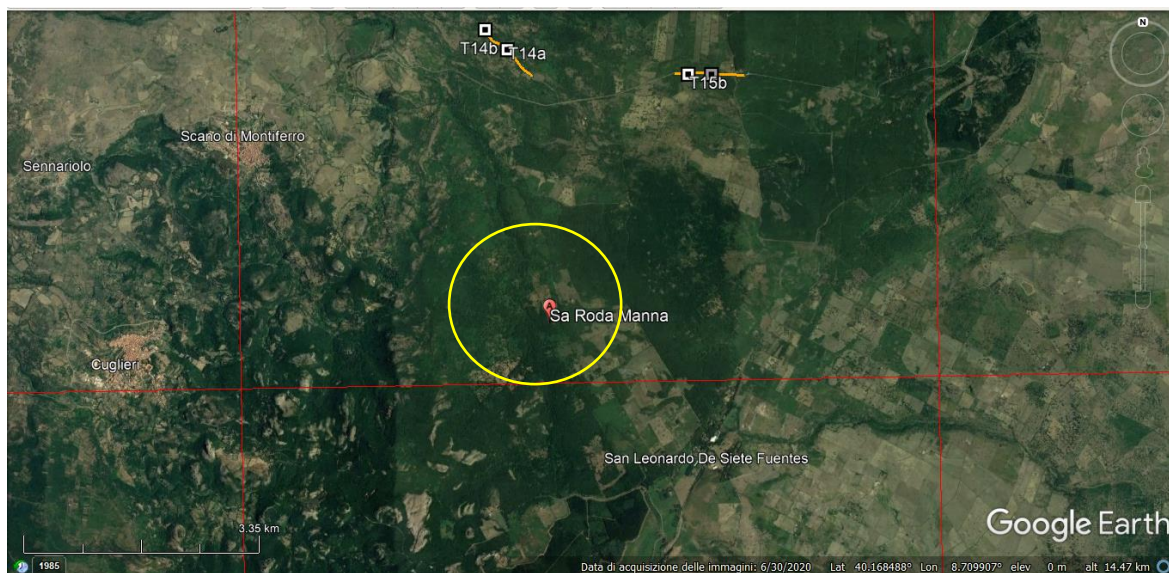 N
T14b
T14a
T15b
Scano di Montiferro
Sennariolo
A
Sa Roda Manna
Cuglieri
San Leonardo De Siete Fuentes
3.35 km
Google Earth
1985
Data di acquisizione delle immagini: 6/30/2020 Lat 40.168488° Lon 8.709907° elev 0 m alt 14.47 km